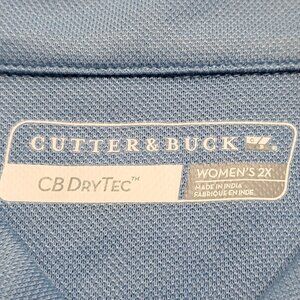 CUTTER & BUCK
CB DRYTEC™
WOMEN'S 2X
MADE IN INDIA
FABRIQUÉ EN INDE